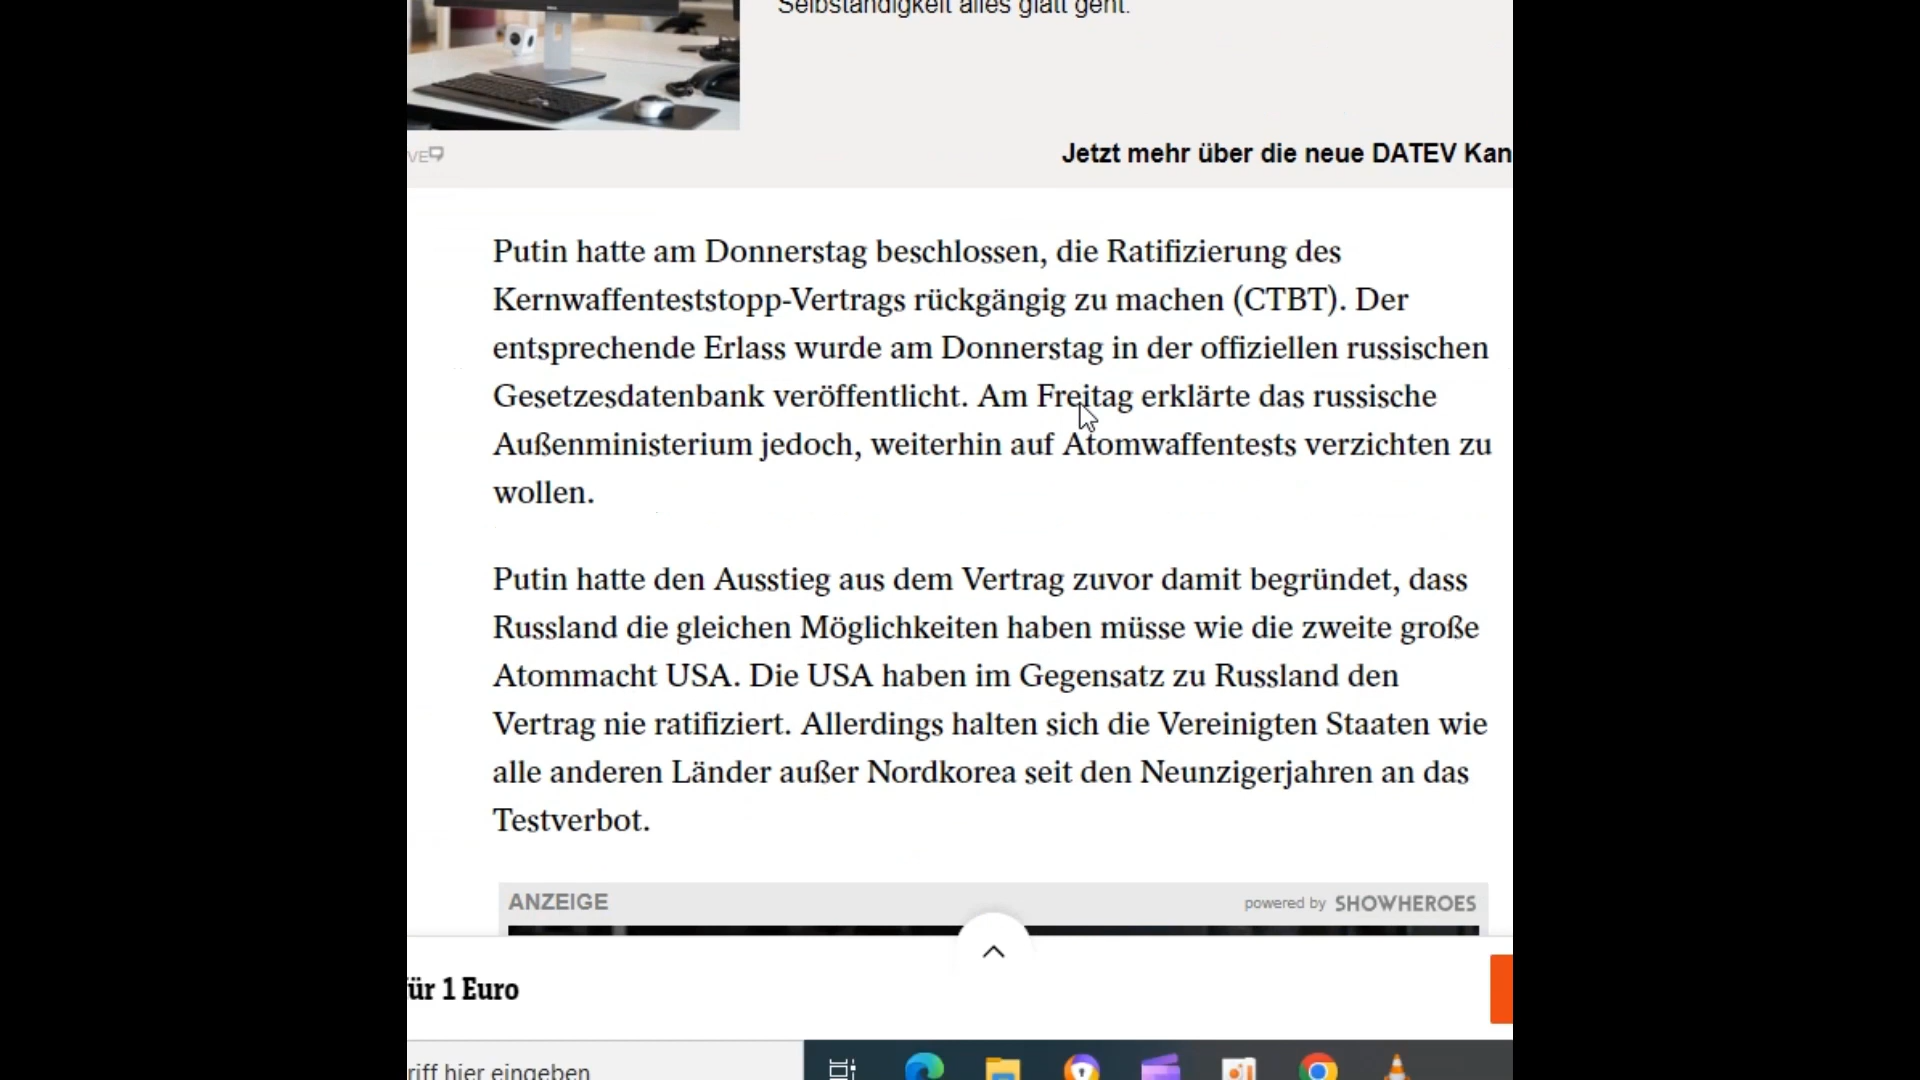 Selbständigkeit alles glatt geht.
VE
Jetzt mehr über die neue DATEV Kan
Putin hatte am Donnerstag beschlossen, die Ratifizierung des
Kernwaffenteststopp-Vertrags rückgängig zu machen (CTBT). Der
entsprechende Erlass wurde am Donnerstag in der offiziellen russischen
Gesetzesdatenbank veröffentlicht. Am Freitag erklärte das russische
Außenministerium jedoch, weiterhin auf Atomwaffentests verzichten zu
wollen.
Putin hatte den Ausstieg aus dem Vertrag zuvor damit begründet, dass
Russland die gleichen Möglichkeiten haben müsse wie die zweite große
Atommacht USA. Die USA haben im Gegensatz zu Russland den
Vertrag nie ratifiziert. Allerdings halten sich die Vereinigten Staaten wie
alle anderen Länder außer Nordkorea seit den Neunzigerjahren an das
Testverbot.
ANZEIGE
powered by SHOWHEROES
ür 1 Euro
riff hier eingeben